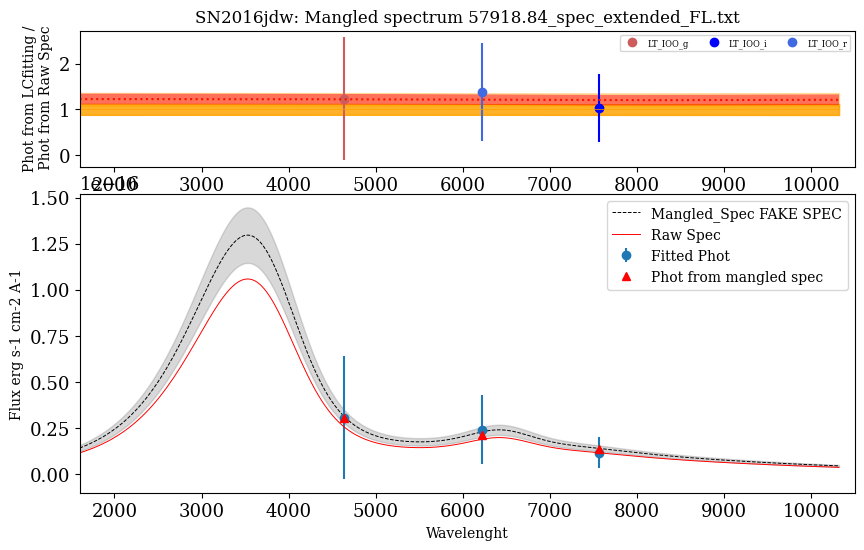 SN2016jdw: Mangled spectrum 57918.84_spec_extended_FL.txt
Phot from LCfitting /
Phot from Raw Spec
LT_IOO_g
LT_IOO_i
LT_IOO_r
2
1
0
2000 3000 4000 5000 6000 7000 8000 9000 10000
1e−16
Flux erg s-1 cm-2 A-1
1.50
1.25
1.00
0.75
0.50
0.25
0.00
Mangled_Spec FAKE SPEC
Raw Spec
Fitted Phot
Phot from mangled spec
2000 3000 4000 5000 6000 7000 8000 9000 10000
Wavelenght